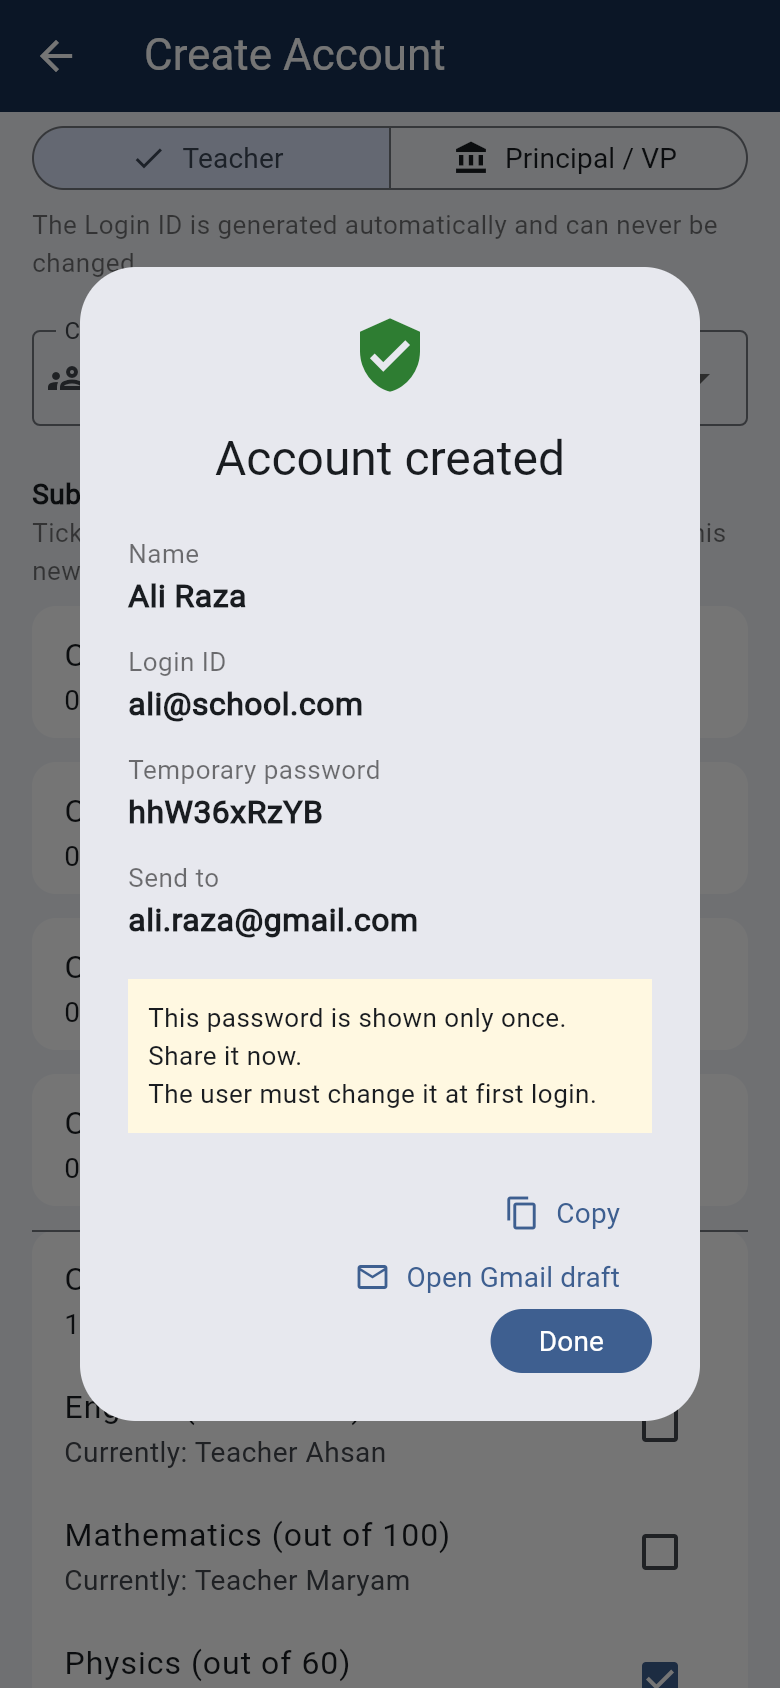 Create Account
Teacher
Principal / VP
The Login ID is generated automatically and can never be
changed
Account created
Name
Ali Raza
Login ID
ali@school.com
Temporary password
hhW36xRzYB
Send to
ali.raza@gmail.com
This password is shown only once.
Share it now.
The user must change it at first login.
Copy
Open Gmail draft
Done
Currently: Teacher Ahsan
Mathematics (out of 100)
Currently: Teacher Maryam
Physics (out of 60)